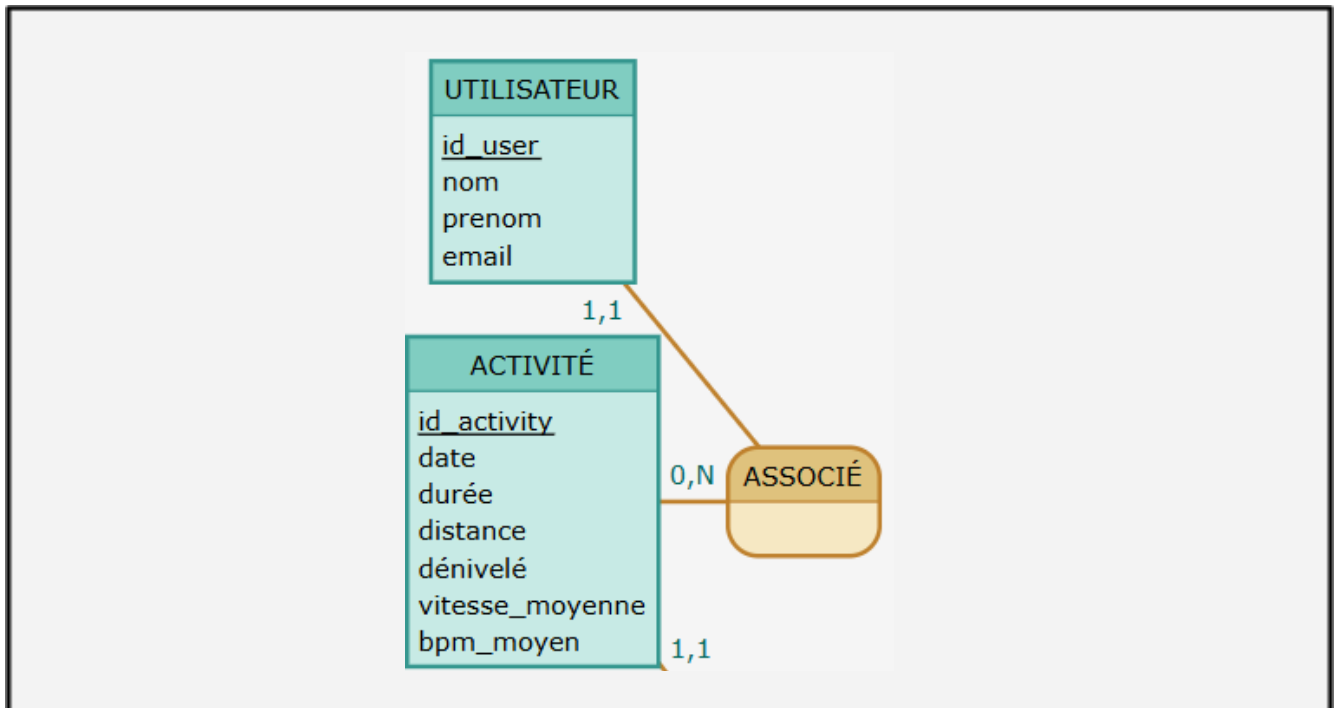 UTILISATEUR
id_user
nom
prenom
email
1,1
ACTIVITÉ
id_activity
date
durée
distance
dénivelé
vitesse_moyenne
bpm_moyen
0,N
ASSOCIÉ
1,1